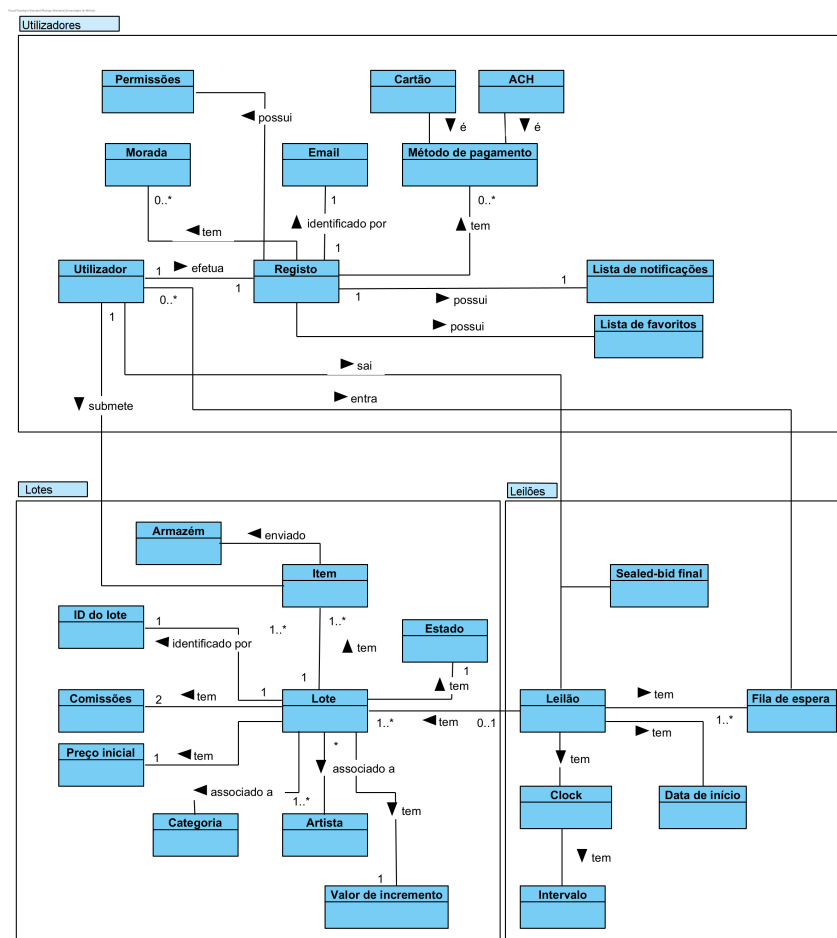 Utilizadores
Permissões
Cartão
ACH
possui
é
é
Morada
Email
Método de pagamento
0..*
1
0..*
identificado por
tem
tem
1
Utilizador
1
efetua
Registo
1
Lista de notificações
0..*
1
1
possui
1
possui
Lista de favoritos
sai
entra
submete
Lotes
Leilões
Armazém
enviado
Item
Sealed-bid final
ID do lote
1
1..*
1..*
Estado
identificado por
tem
1
1
1
tem
Comissões
2
tem
Lote
Leilão
tem
Fila de espera
1..*
tem
0..1
1..*
tem
Preço inicial
1
tem
*
associado a
tem
associado a
1..*
Clock
Data de início
tem
Categoria
Artista
tem
1
Valor de incremento
Intervalo